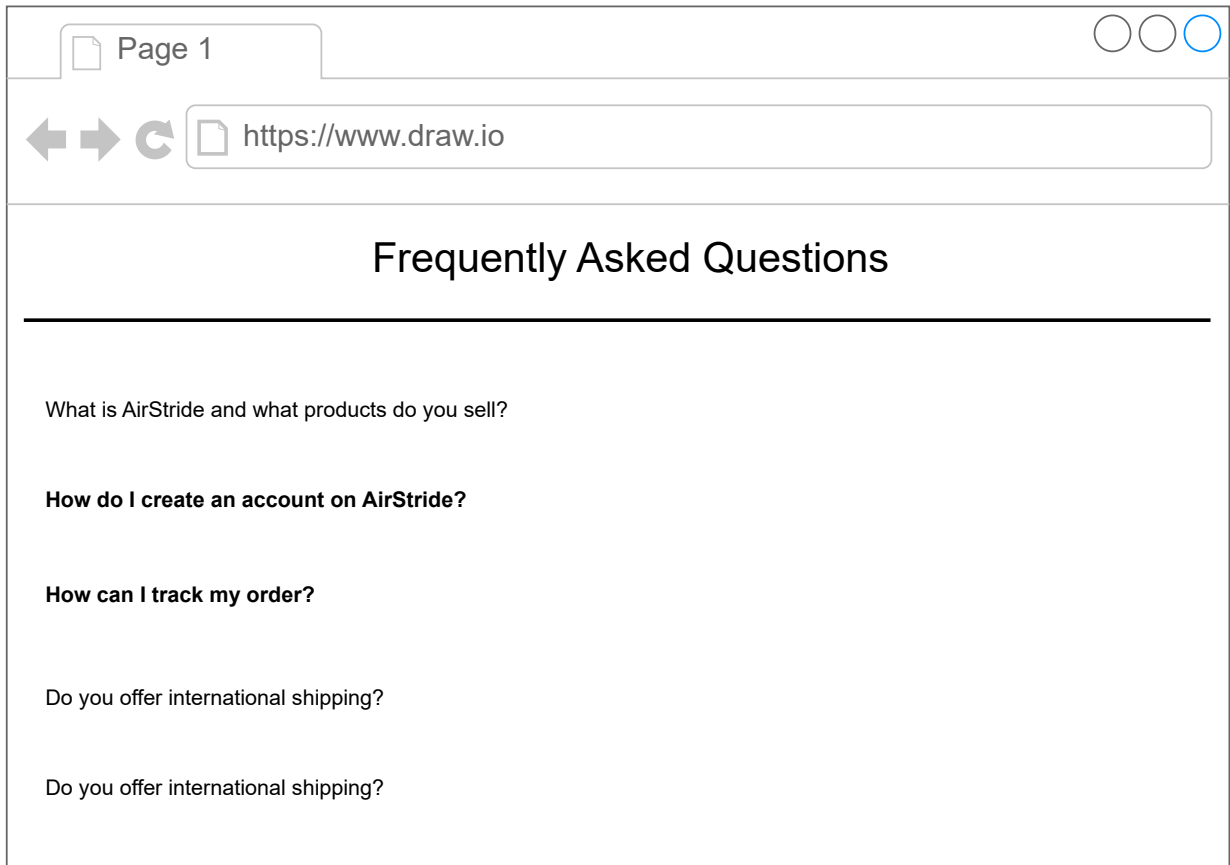 Page 1
https://www.draw.io
Frequently Asked Questions
What is AirStride and what products do you sell?
How do I create an account on AirStride?
How can I track my order?
Do you offer international shipping?
Do you offer international shipping?